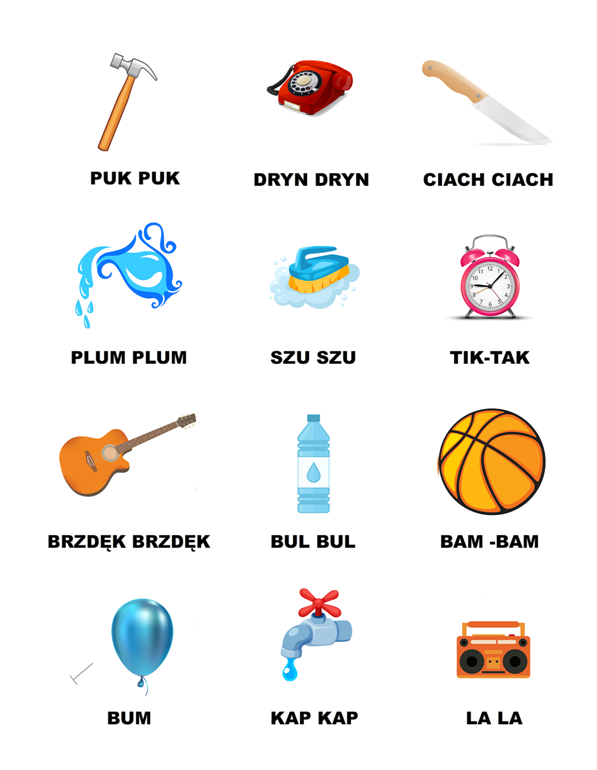 PUK PUK
DRYN DRYN
CIACH CIACH
PLUM PLUM
SZU SZU
TIK-TAK
BRZDĘK BRZDĘK
BUL BUL
BAM -BAM
BUM
KAP KAP
LA LA